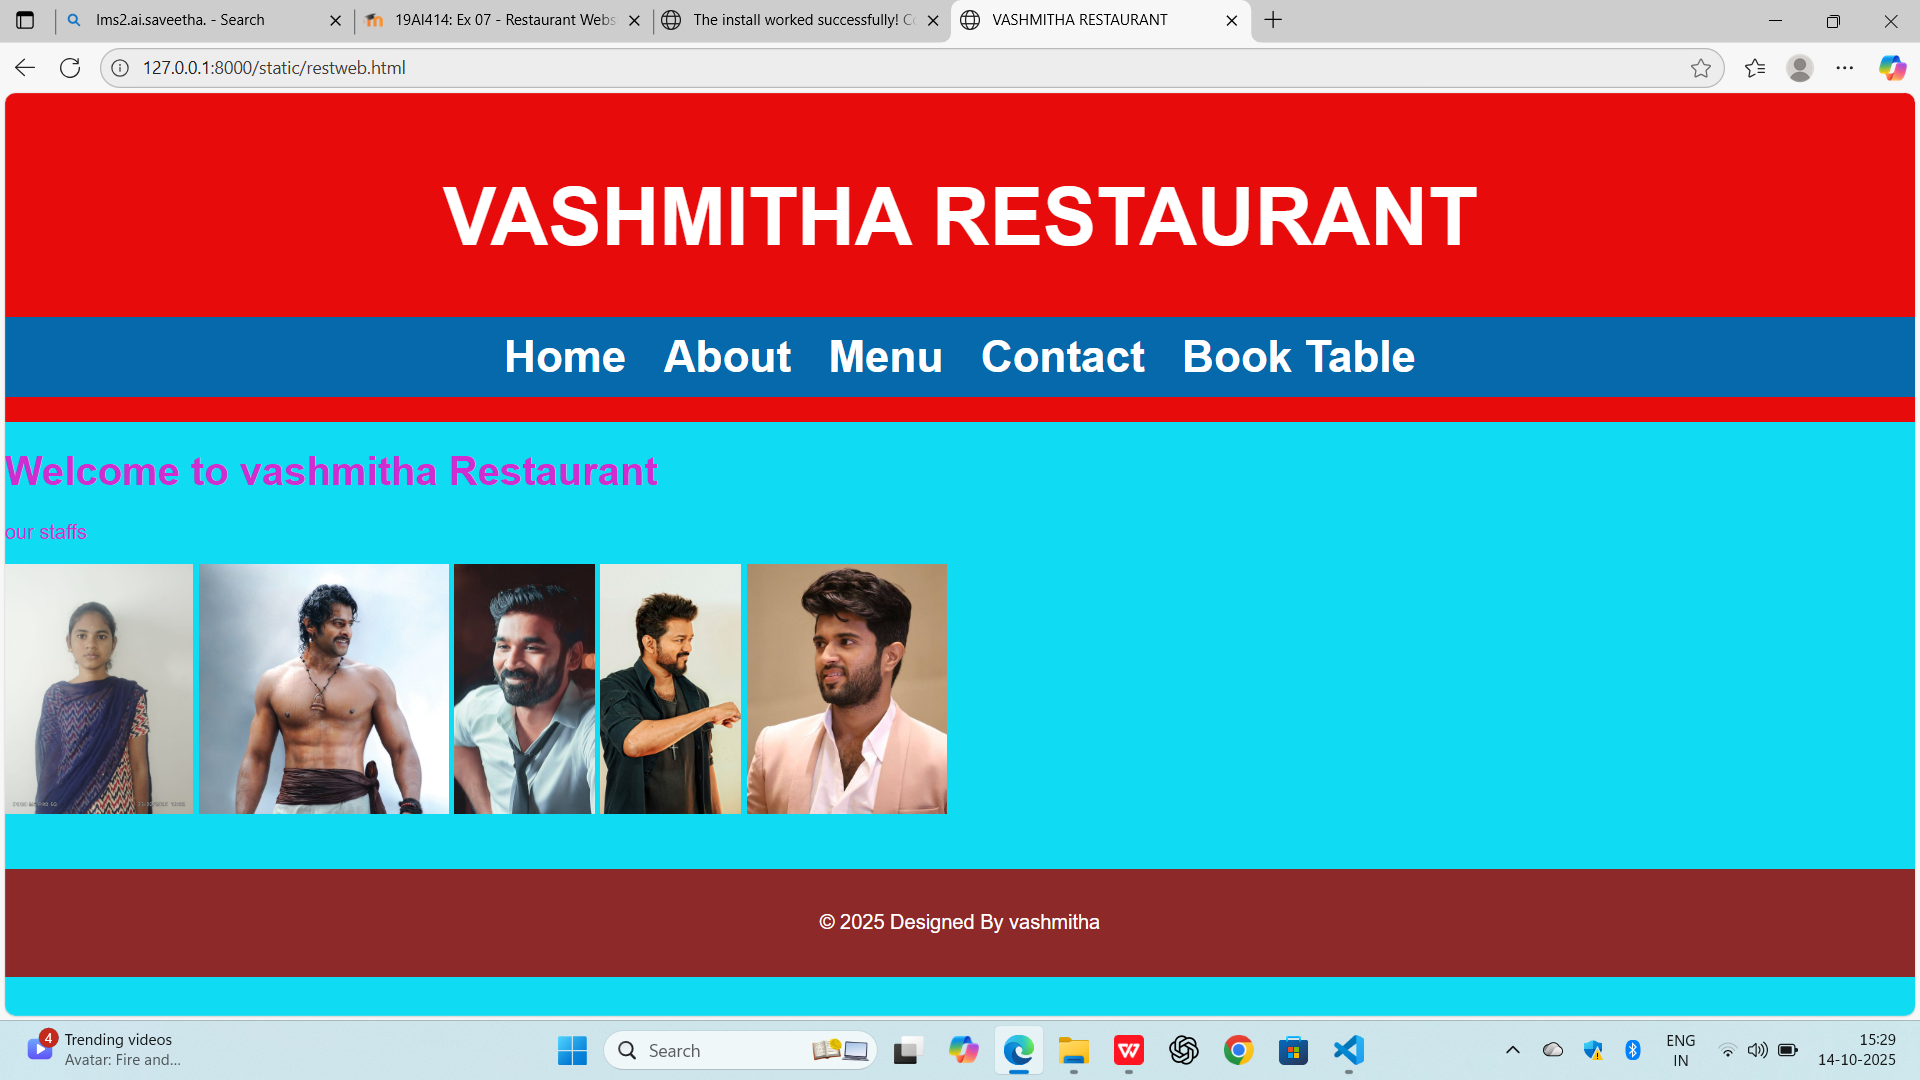 lms2.ai.saveetha. - Search
19AI414: Ex 07 - Restaurant Webs
The install worked successfully! Co
VASHMITHA RESTAURANT
127.0.0.1:8000/static/restweb.html
VASHMITHA RESTAURANT
Home About Menu Contact Book Table
Welcome to vashmitha Restaurant
our staffs
© 2025 Designed By vashmitha
4
Trending videos
Avatar: Fire and...
Search
ENG
IN
15:29
14-10-2025